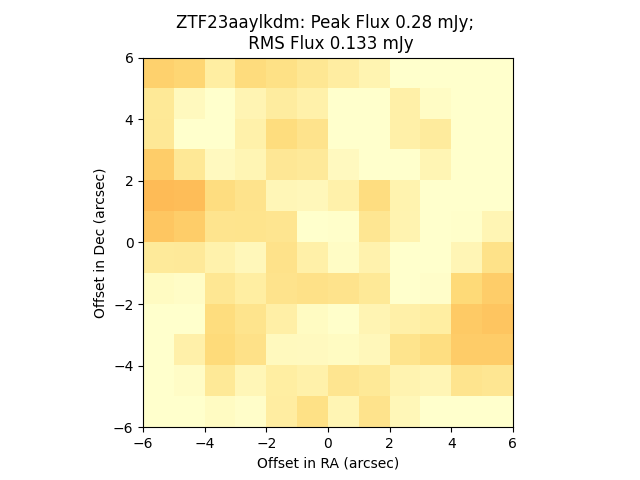 ZTF23aaylkdm: Peak Flux 0.28 mJy;
RMS Flux 0.133 mJy
6
4
2
0
−2
−4
−6
Offset in Dec (arcsec)
−6 −4 −2 0 2 4 6
Offset in RA (arcsec)